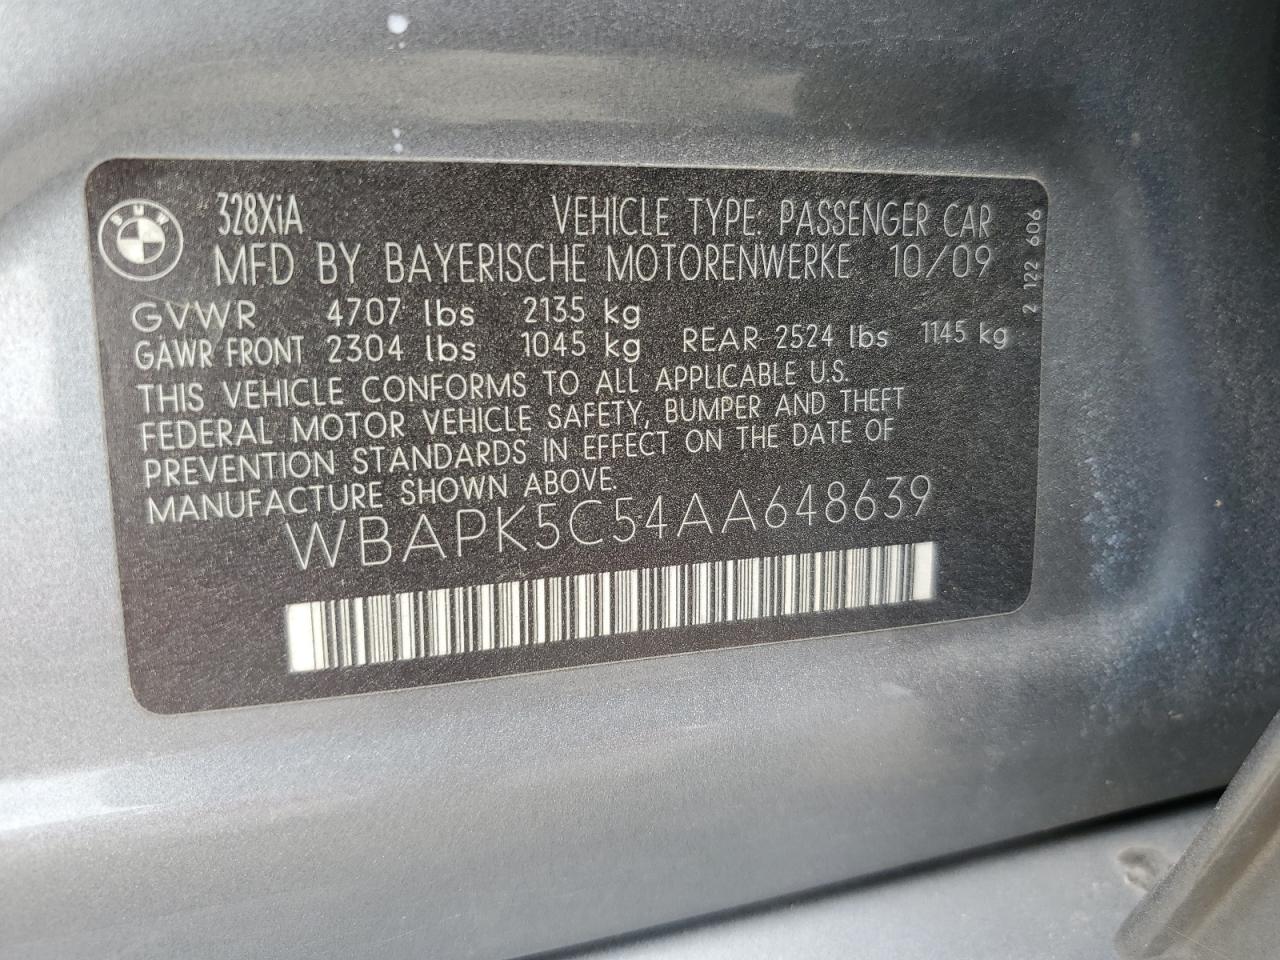 BMW
328XiA VEHICLE TYPE: PASSENGER CAR
MFD BY BAYERISCHE MOTORENWERKE 10/09
GVWR 4707 lbs 2135 kg
GAWR FRONT 2304 lbs 1045 kg REAR 2524 lbs 1145 kg
THIS VEHICLE CONFORMS TO ALL APPLICABLE U.S.
FEDERAL MOTOR VEHICLE SAFETY, BUMPER AND THEFT
PREVENTION STANDARDS IN EFFECT ON THE DATE OF
MANUFACTURE SHOWN ABOVE.
WBAPK5C54AA648639
2 122 606